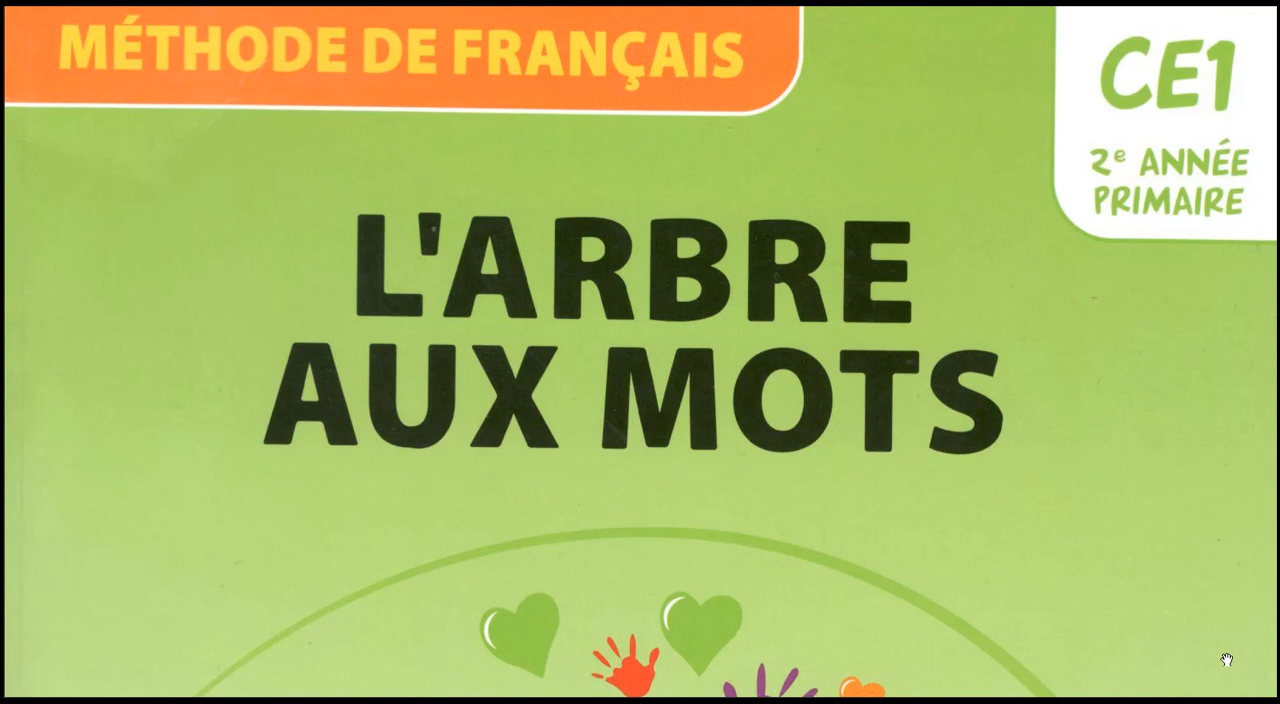 MÉTHODE DE FRANÇAIS
CE1
2e ANNÉE
PRIMAIRE
L'ARBRE
AUX MOTS